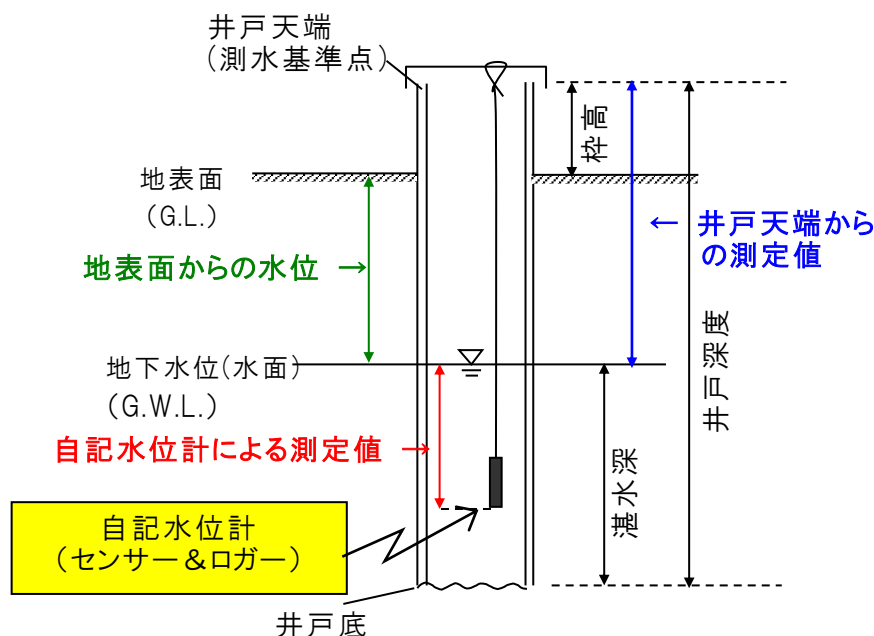 井戸天端
(測水基準点)
枠高
地表面
(G.L.)
← 井戸天端から
の測定値
地表面からの水位 →
井戸深度
地下水位(水面)
(G.W.L.)
自記水位計による測定値 →
湛水深
自記水位計
(センサー&ロガー)
井戸底